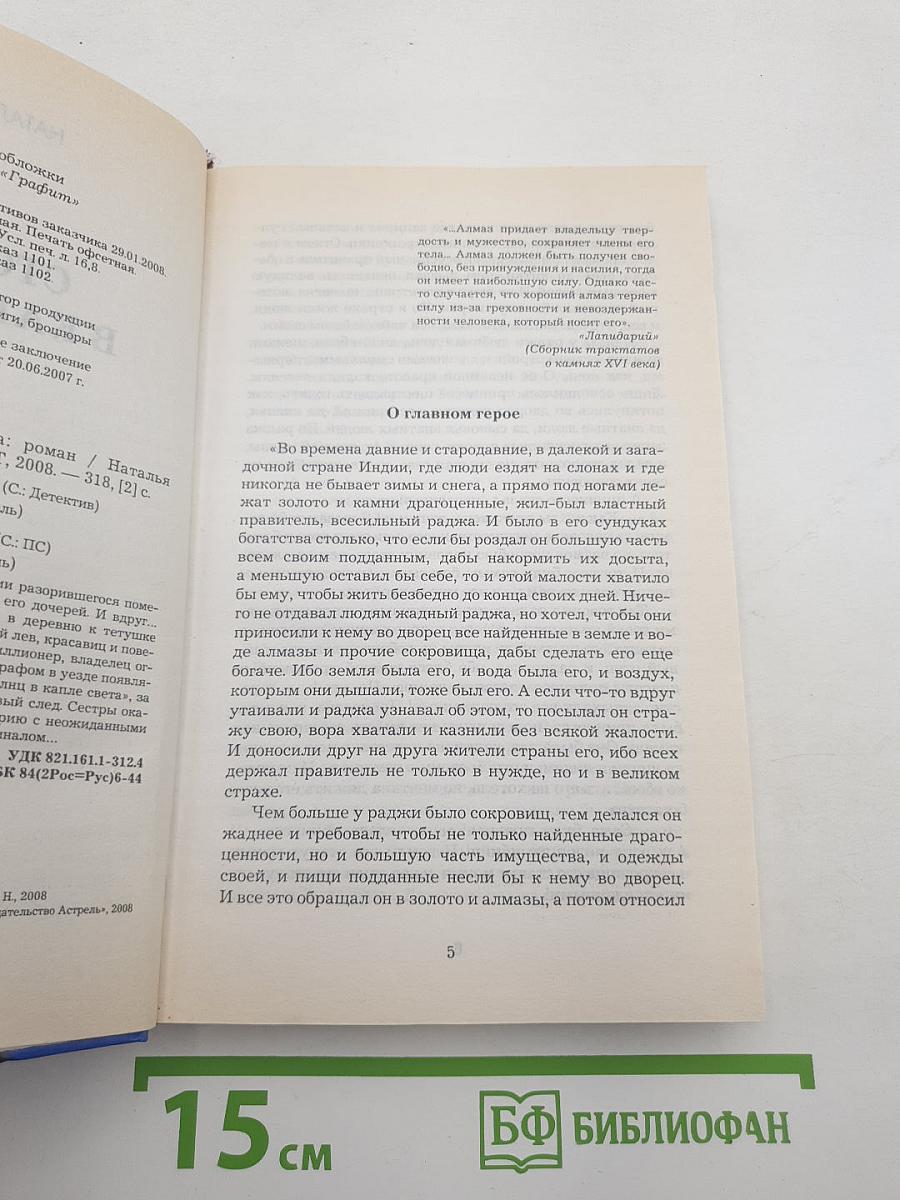 НАТАЛ
обложки
«Графит»
тивов заказчика 29.01.2008.
ная. Печать офсетная.
Усл. печ. л. 16,8.
каз 1101.
каз 1102.
тор продукции
иги, брошюры
е заключение
т 20.06.2007 г.
а: роман / Наталья
Т, 2008. — 318, [2] с.
(С.: Детектив)
ль)
(С.: ПС)
ль)
ии разорившегося поме-
его дочерей. И вдруг...
в деревню к тетушке
й лев, красавиц и пове-
иллионер, владелец ог-
рафом в уезде появля-
лнц в капле света», за
вый след. Сестры ока-
рию с неожиданными
иналом...
УДК 821.161.1-312.4
БК 84(2Рос=Рус)6-44
Н., 2008
дательство Астрель», 2008
«...Алмаз придает владельцу твер-
дость и мужество, сохраняет члены его
тела... Алмаз должен быть получен сво-
бодно, без принуждения и насилия, тогда
он имеет наибольшую силу. Однако час-
то случается, что хороший алмаз теряет
силу из-за греховности и невоздержан-
ности человека, который носит его».
«Лапидарий»
(Сборник трактатов
о камнях XVI века)
О главном герое
«Во времена давние и стародавние, в далекой и зага-
дочной стране Индии, где люди ездят на слонах и где
никогда не бывает зимы и снега, а прямо под ногами ле-
жат золото и камни драгоценные, жил-был властный
правитель, всесильный раджа. И было в его сундуках
богатства столько, что если бы роздал он большую часть
всем своим подданным, дабы накормить их досыта,
а меньшую оставил бы себе, то и этой малости хватило
бы ему, чтобы жить безбедно до конца своих дней. Ниче-
го не отдавал людям жадный раджа, но хотел, чтобы они
приносили к нему во дворец все найденные в земле и во-
де алмазы и прочие сокровища, дабы сделать его еще
богаче. Ибо земля была его, и вода была его, и воздух,
которым они дышали, тоже был его. А если что-то вдруг
утаивали и раджа узнавал об этом, то посылал он стра-
жу свою, вора хватали и казнили без всякой жалости.
И доносили друг на друга жители страны его, ибо всех
держал правитель не только в нужде, но и в великом
страхе.
Чем больше у раджи было сокровищ, тем делался он
жаднее и требовал, чтобы не только найденные драго-
ценности, но и большую часть имущества, и одежды
своей, и пищи подданные несли бы к нему во дворец.
И все это обращал он в золото и алмазы, а потом относил
5
15 см
БФ БИБЛИОФАН